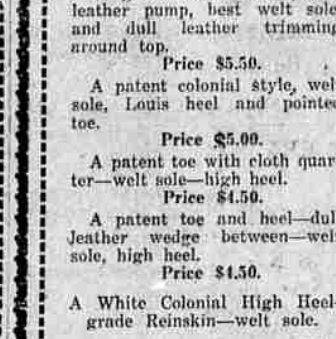 leather pump, best welt sole
and dull leather trimming
around top.
Price $5.50.
A patent colonial style, wel
sole, Louis heel and pointe
toe.
Price $5.00.
A patent toe with cloth quar
ter—welt sole—high heel.
Price $4.50.
A patent toe and heel—dul
leather wedge between—wel
sole, high heel.
Price $4.50.
A White Colonial High Heel-
grade Reinskin—welt sole.